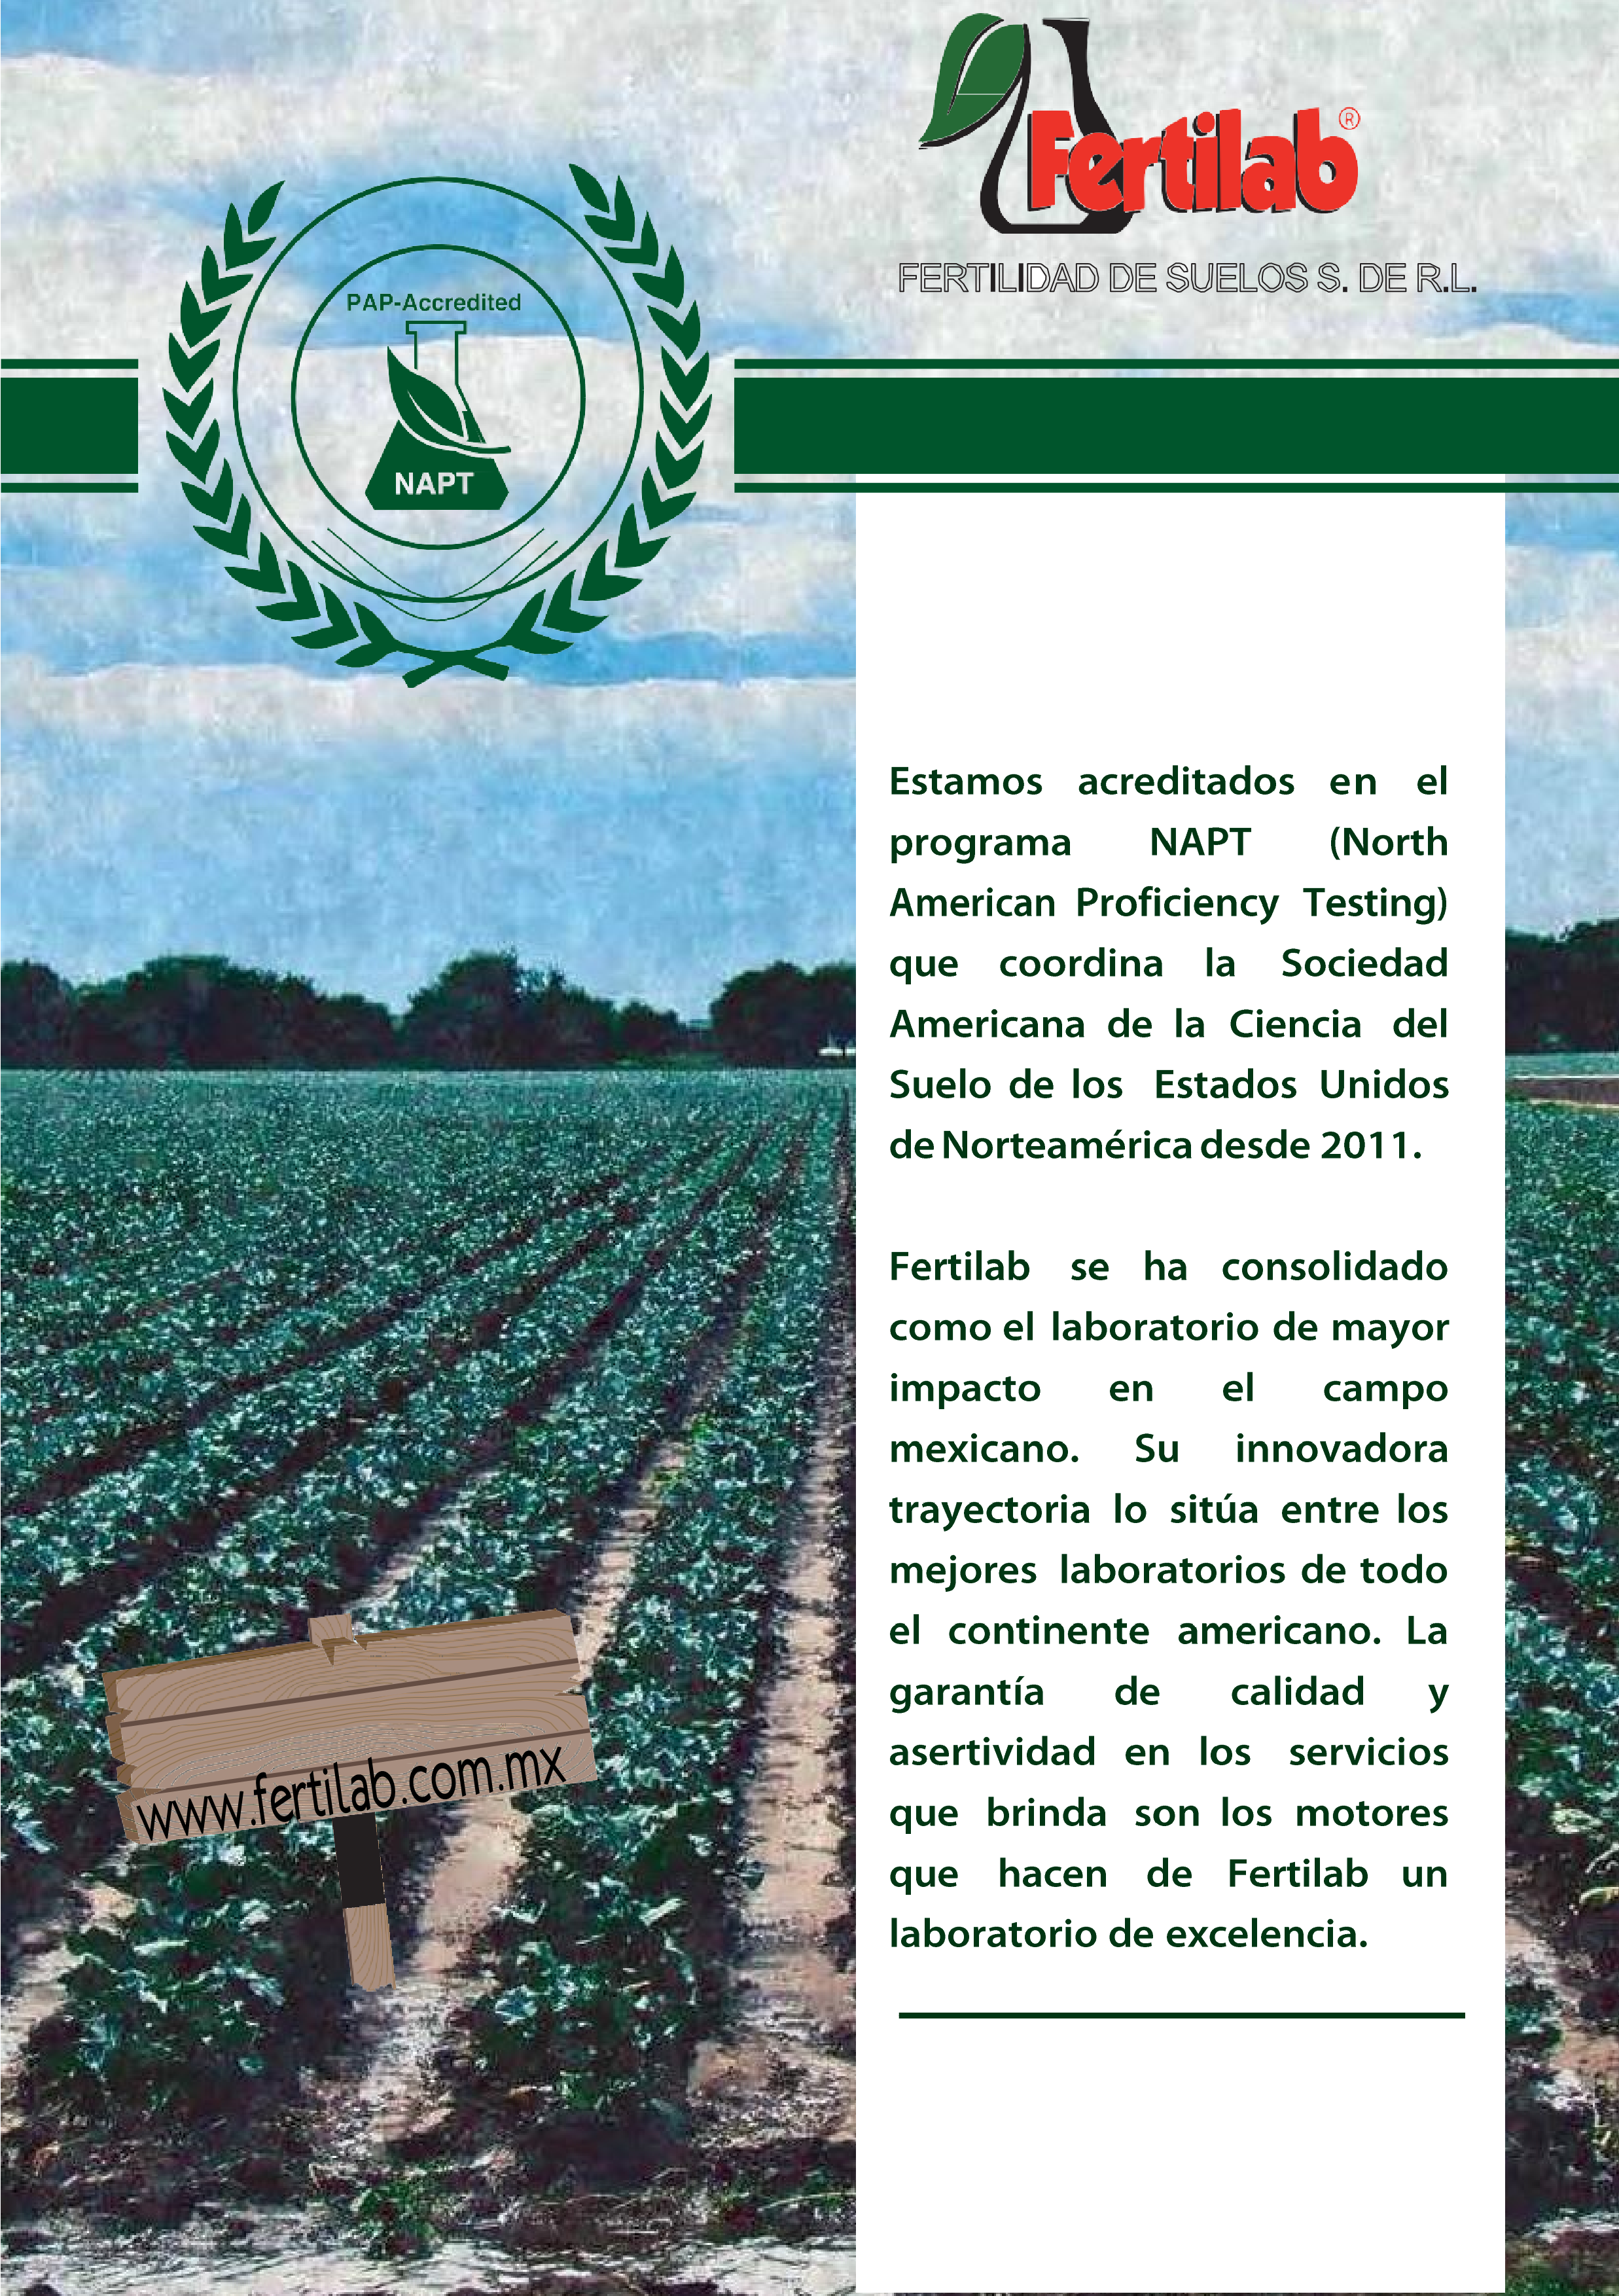 Fertilab®
FERTILIDAD DE SUELOS S. DE R.L.
PAP-Accredited
NAPT
Estamos acreditados en el
programa NAPT (North
American Proficiency Testing)
que coordina la Sociedad
Americana de la Ciencia del
Suelo de los Estados Unidos
de Norteamérica desde 2011.
Fertilab se ha consolidado
como el laboratorio de mayor
impacto en el campo
mexicano. Su innovadora
trayectoria lo sitúa entre los
mejores laboratorios de todo
el continente americano. La
garantía de calidad y
asertividad en los servicios
que brinda son los motores
que hacen de Fertilab un
laboratorio de excelencia.
www.fertilab.com.mx